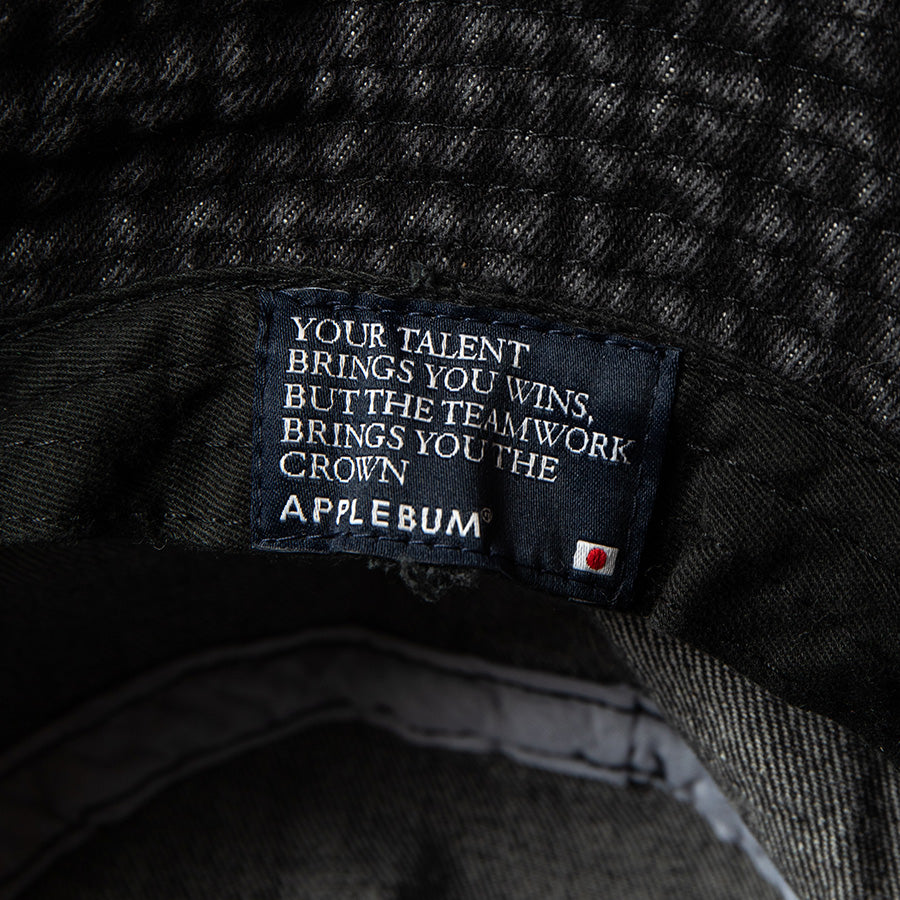 YOUR TALENT
BRINGS YOU WINS,
BUT THE TEAMWORK
BRINGS YOU THE
CROWN
APPLEBUM®